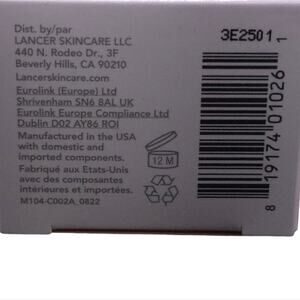 Dist. by/par
LANCER SKINCARE LLC
440 N. Rodeo Dr., 3F
Beverly Hills, CA 90210
Lancerskincare.com
Eurolink (Europe) Ltd
Shrivenham SN6 8AL UK
Eurolink Europe Compliance Ltd
Dublin D02 AY86 ROI
Manufactured in the USA
with domestic and
imported components.
Fabriqué aux Etats-Unis
avec des composantes
intérieures et importées.
M104-C002A_0822
12 M
3E2501
8 19174 01026 1